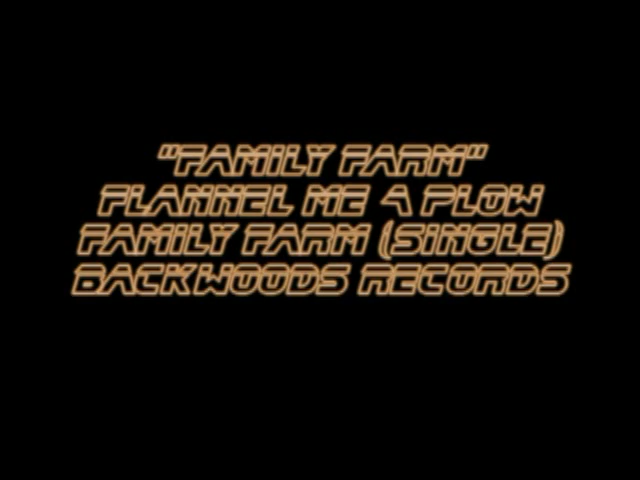 "FAMILY FARM"
FLANNEL ME A PLOW
FAMILY FARM (SINGLE)
BACKWOODS RECORDS